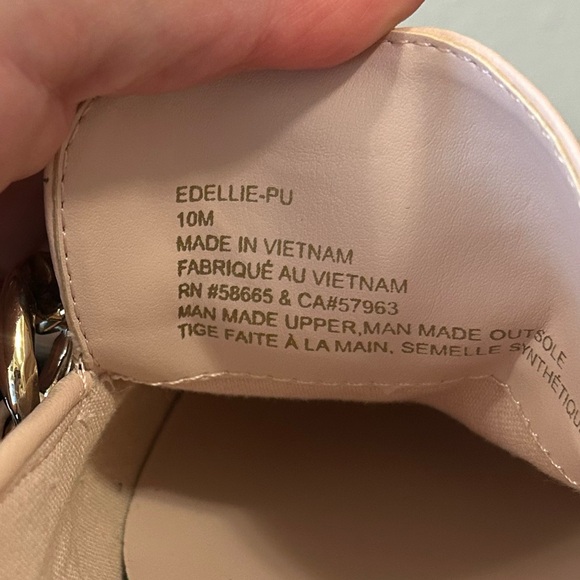 EDELLIE-PU
10M
MADE IN VIETNAM
FABRIQUÉ AU VIETNAM
RN #58665 & CA#57963
MAN MADE UPPER,MAN MADE OUTSOLE
TIGE FAITE À LA MAIN, SEMELLE SYNTHÉTIQUE